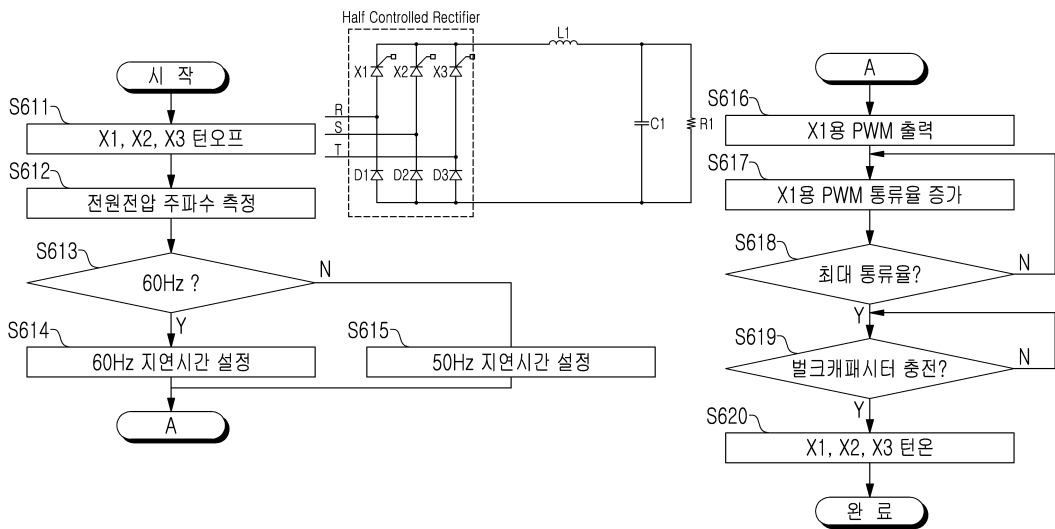 Half Controlled Rectifier
L1
X1
X2
X3
R
S
T
D1
D2
D3
C1
R1
시 작
S611
X1, X2, X3 턴오프
S612
전원전압 주파수 측정
S613
60Hz ?
N
Y
S614
60Hz 지연시간 설정
S615
50Hz 지연시간 설정
A
A
S616
X1용 PWM 출력
S617
X1용 PWM 통류율 증가
S618
최대 통류율?
N
Y
S619
벌크캐패시터 충전?
N
Y
S620
X1, X2, X3 턴온
완 료